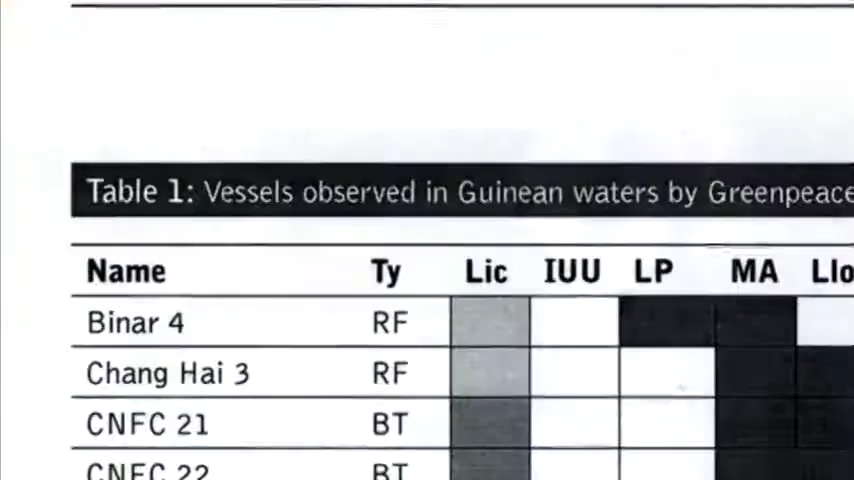 Table 1: Vessels observed in Guinean waters by Greenpeace
Name Ty Lic IUU LP MA Llo
Binar 4 RF
Chang Hai 3 RF
CNFC 21 BT
CNFC 22 BT